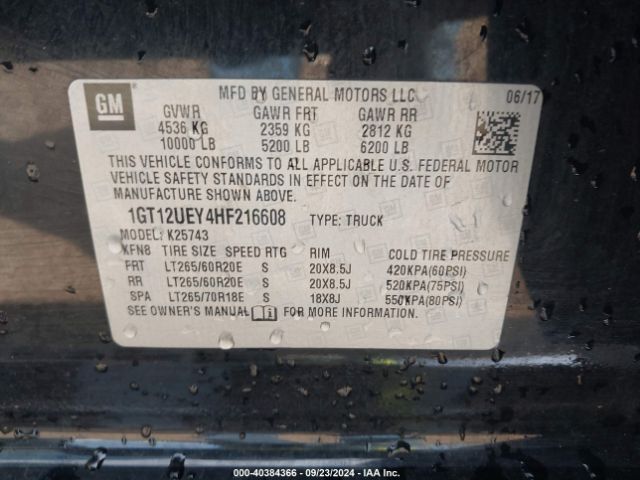 GM
MFD BY GENERAL MOTORS LLC 06/17
GVWR GAWR FRT GAWR RR
4536 KG 2359 KG 2812 KG
10000 LB 5200 LB 6200 LB
THIS VEHICLE CONFORMS TO ALL APPLICABLE U.S. FEDERAL MOTOR
VEHICLE SAFETY STANDARDS IN EFFECT ON THE DATE OF
MANUFACTURE SHOWN ABOVE.
1GT12UEY4HF216608 TYPE: TRUCK
MODEL: K25743
KFN8 TIRE SIZE SPEED RTG RIM COLD TIRE PRESSURE
FRT LT265/60R20E S 20X8.5J 420KPA(60PSI)
RR LT265/60R20E S 20X8.5J 520KPA(75PSI)
SPA LT265/70R18E S 18X8J 550KPA(80PSI)
SEE OWNER'S MANUAL FOR MORE INFORMATION.
000-40384366 - 09/23/2024 - IAA Inc.